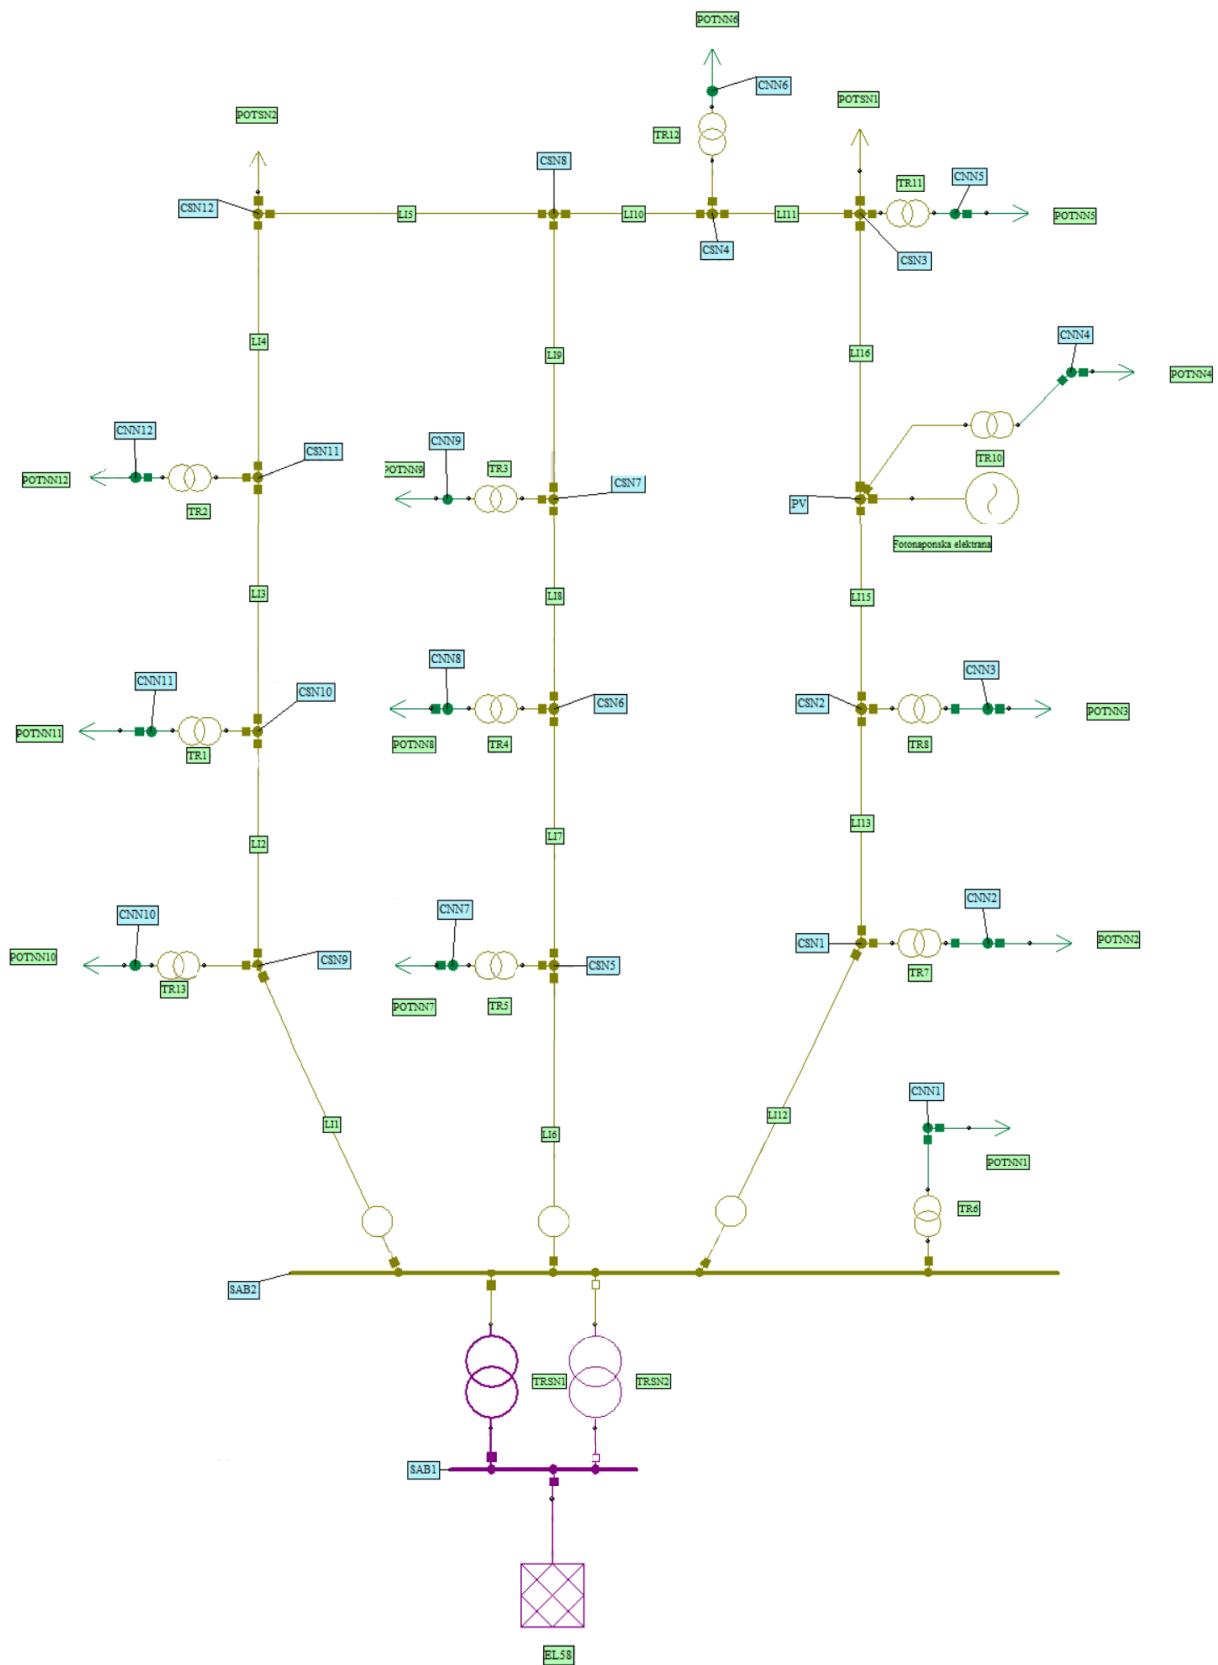 POTNN6
CNN6
POTSN2
POTSN1
TR12
CSN8
TR11
CNN5
CSN12
LI5
LI10
LI11
POTNN5
CSN4
CSN3
LI4
LI9
LI16
CNN4
POTNN4
CNN12
CSN11
CNN9
TR10
POTNN12
POTNN9
TR3
CSN7
PV
TR2
Fotonaponska elektrana
LI3
LI8
LI15
CNN11
CSN10
CNN8
CSN6
CSN2
CNN3
POTNN11
TR1
POTNN8
TR4
TR8
POTNN3
LI2
LI7
LI13
CNN10
CNN7
CNN2
CSN1
POTNN2
POTNN10
CSN9
CSN5
TR7
TR13
POTNN7
TR5
CNN1
LI1
LI6
LI12
POTNN1
TR6
SAB2
TRSN1
TRSN2
SAB1
EL58